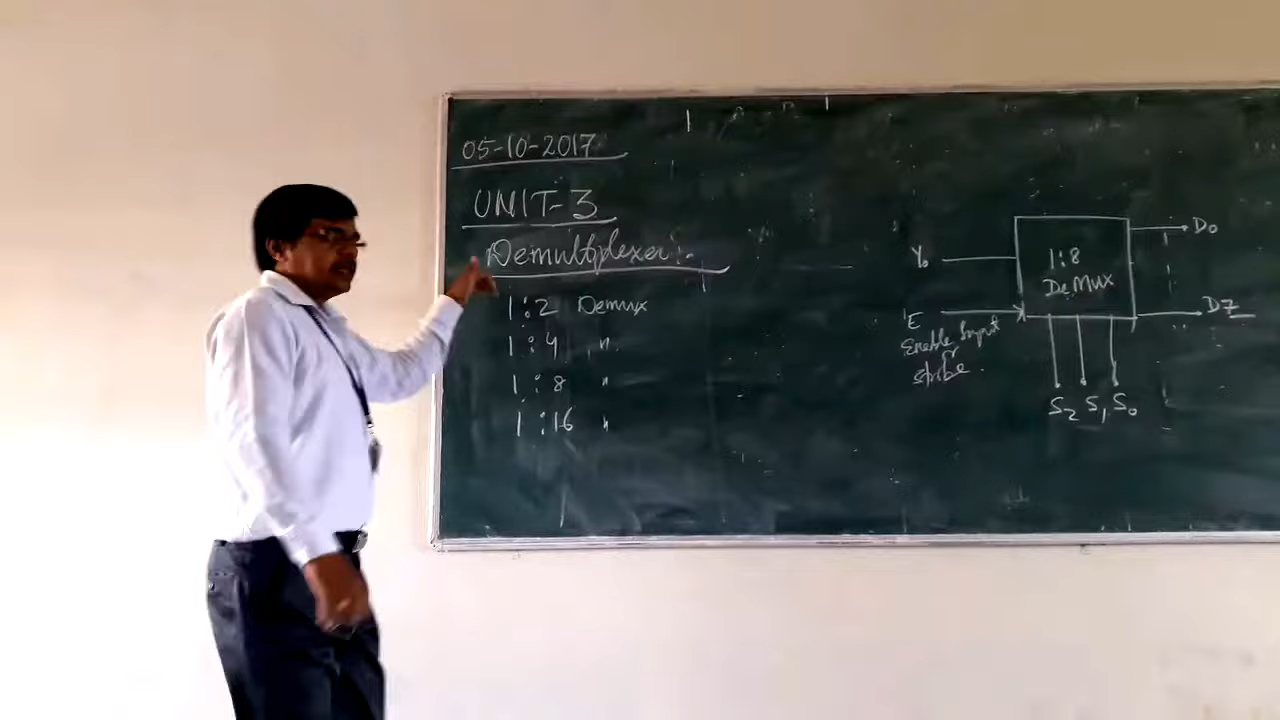 05-10-2017
UNIT-3
Demultiplexer:-
1:2 Demux
1:4 "
1:8 "
1:16 "
Y₀
1:8
DeMux
D₀
D7
E
Enable Input
or
strobe.
S₂ S₁ S₀